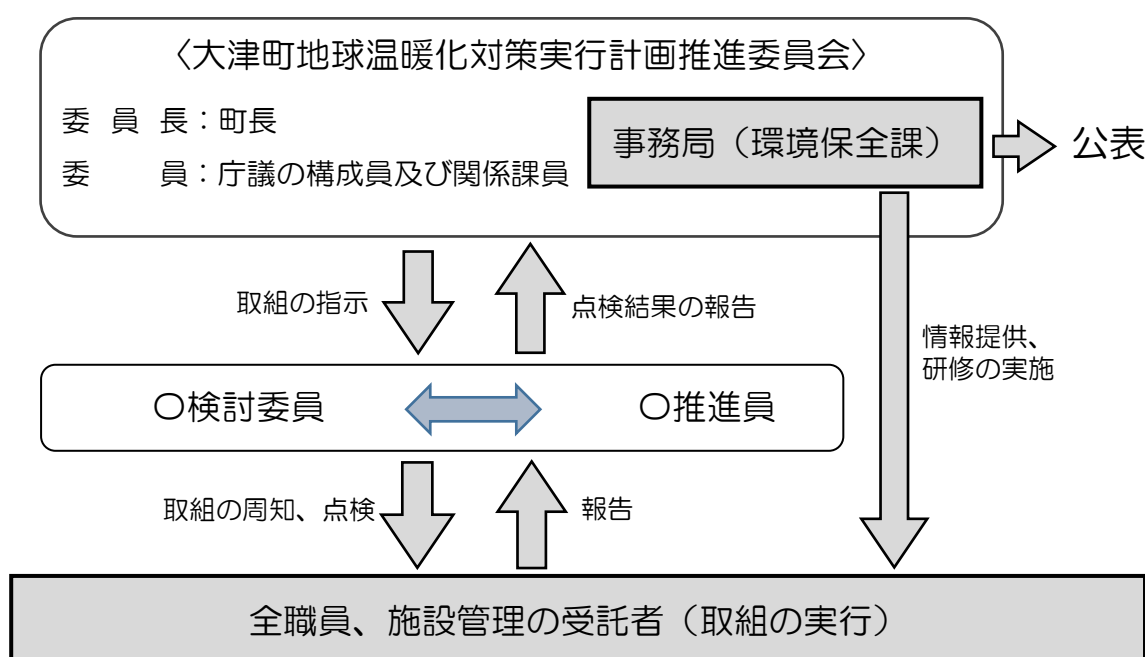 〈大津町地球温暖化対策実行計画推進委員会〉
委員長：町長
委員：庁議の構成員及び関係課員
事務局（環境保全課）
公表
取組の指示
点検結果の報告
情報提供、
研修の実施
〇検討委員
〇推進員
取組の周知、点検
報告
全職員、施設管理の受託者（取組の実行）